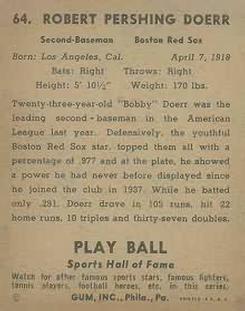 64. ROBERT PERSHING DOERR
Second-Baseman Boston Red Sox
Born: Los Angeles, Cal. April 7, 1918
Bats: Right Throws: Right
Height: 5' 10½" Weight: 170 lbs.
Twenty-three-year-old "Bobby" Doerr was the
leading second-baseman in the American
League last year. Defensively, the youthful
Boston Red Sox star, topped them all with a
percentage of .977 and at the plate, he showed
a power he had never before displayed since
he joined the club in 1937. While he batted
only .291, Doerr drove in 105 runs, hit 22
home runs, 10 triples and thirty-seven doubles.
PLAY BALL
Sports Hall of Fame
Watch for other famous sports stars, famous fighters,
tennis players, football heroes, etc. in this series.
© GUM, INC., Phila., Pa. PRINTED U.S.A.